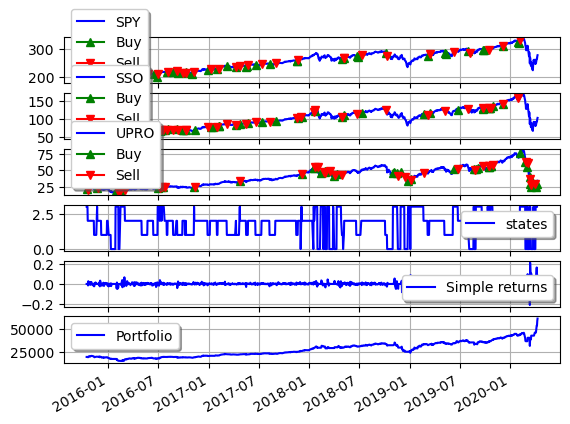 SPY
Buy
Sell
300
200
SSO
Buy
Sell
150
100
50
UPRO
Buy
Sell
75
50
25
states
2.5
0.0
Simple returns
0.2
0.0
−0.2
Portfolio
50000
25000
2016-01 2016-07 2017-01 2017-07 2018-01 2018-07 2019-01 2019-07 2020-01